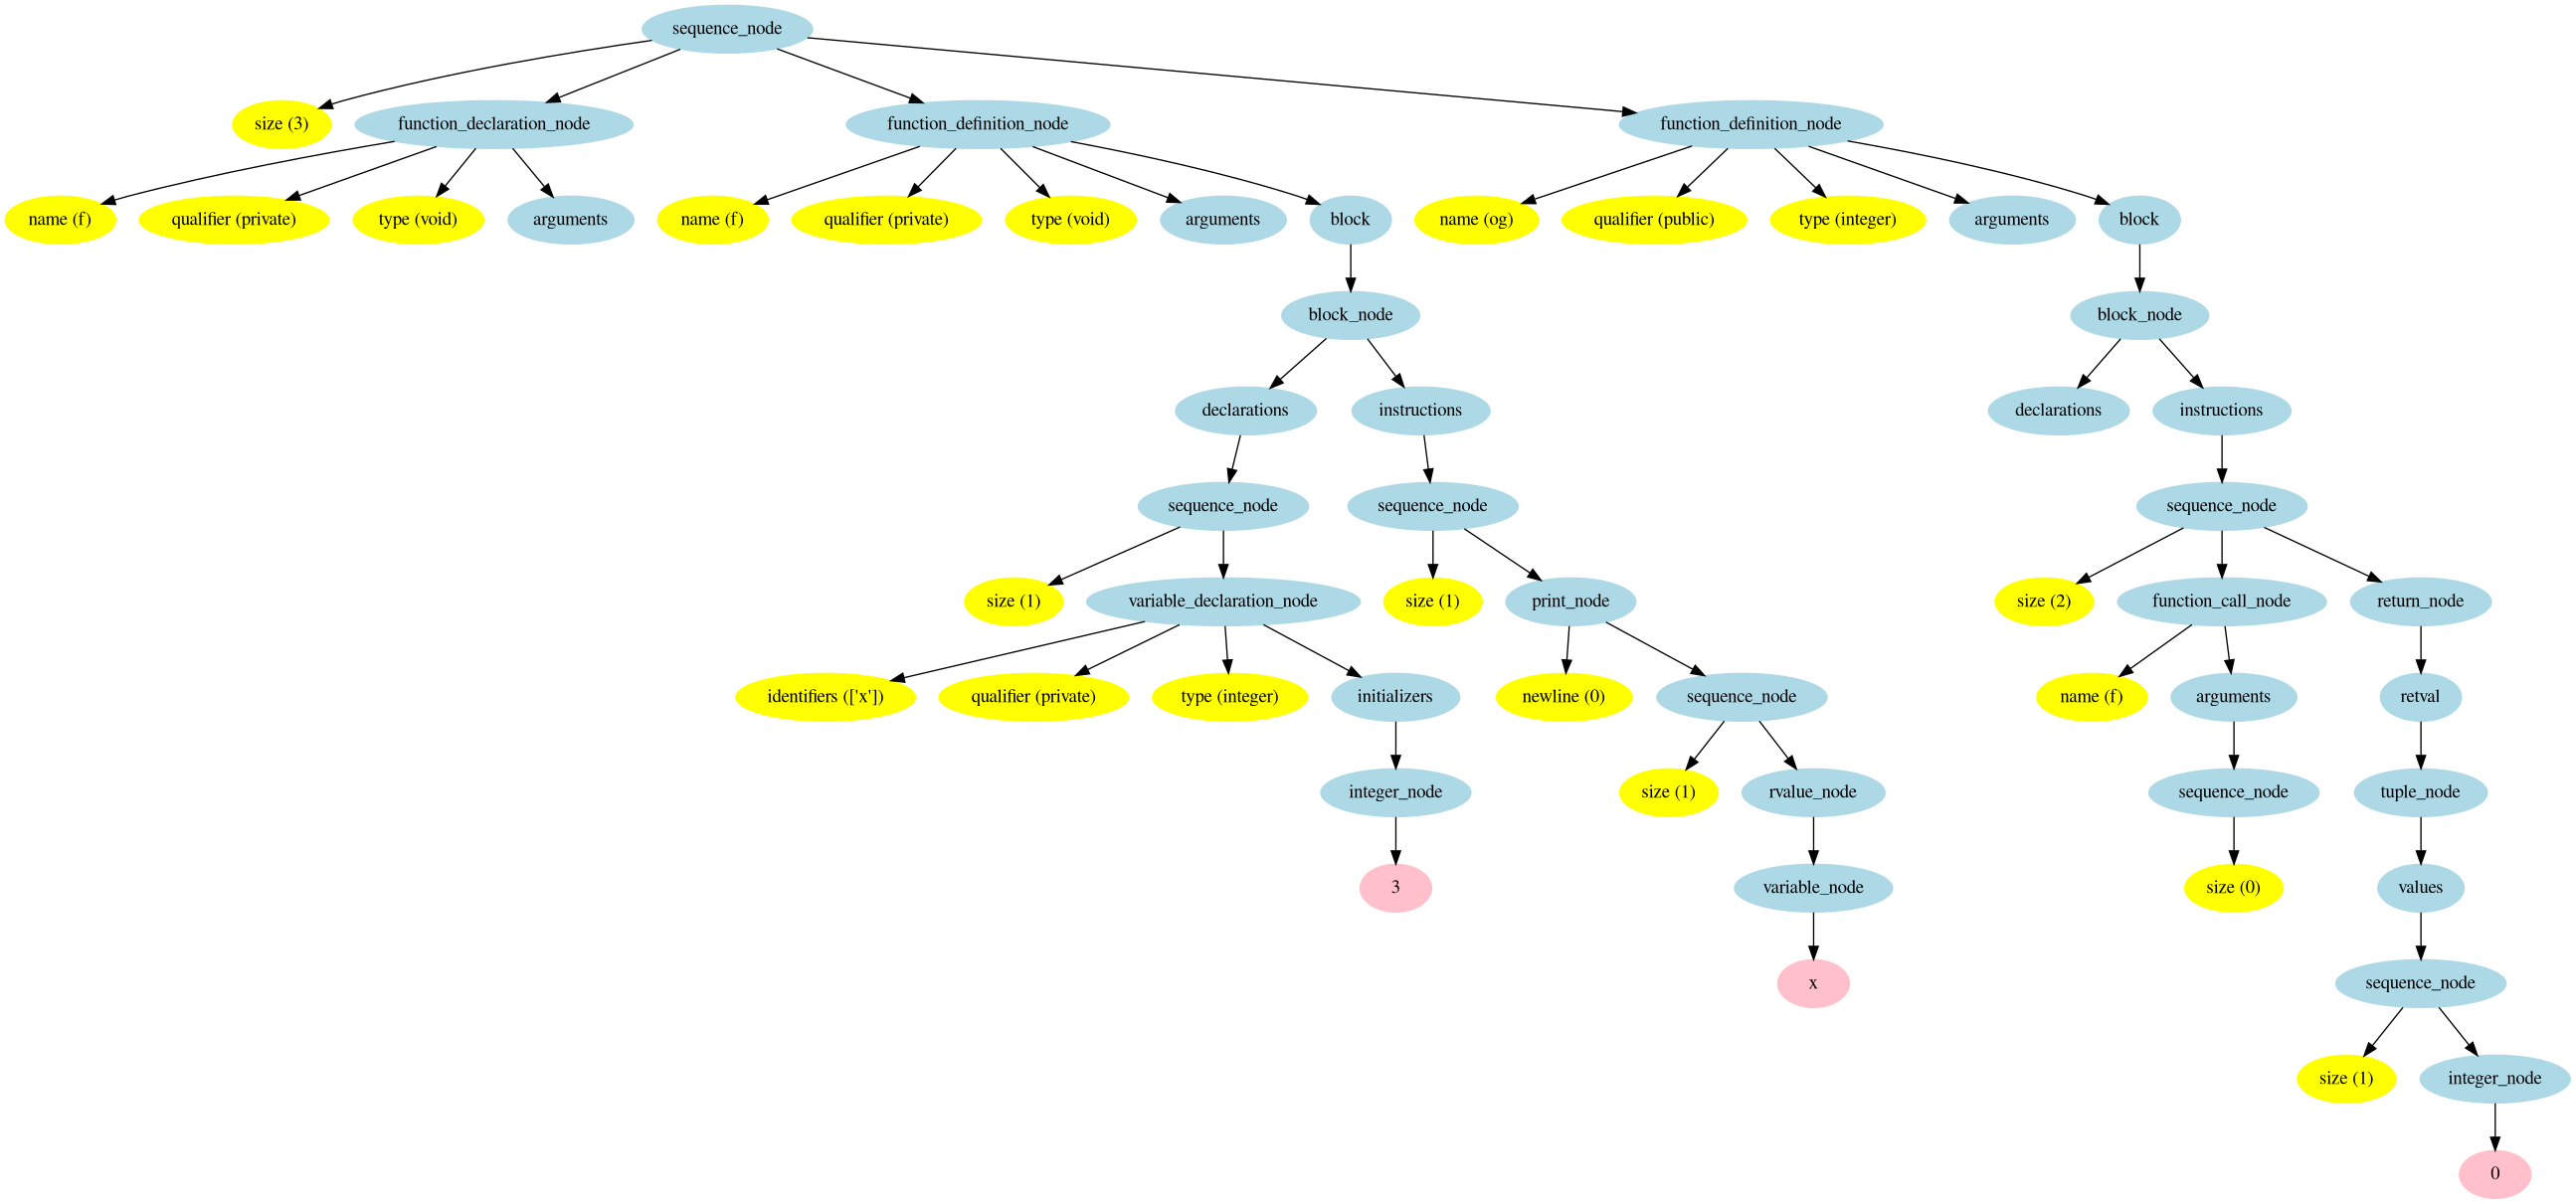 sequence_node
size (3)
function_declaration_node
function_definition_node
function_definition_node
name (f)
qualifier (private)
type (void)
arguments
name (f)
qualifier (private)
type (void)
arguments
block
name (og)
qualifier (public)
type (integer)
arguments
block
block_node
block_node
declarations
instructions
declarations
instructions
sequence_node
sequence_node
sequence_node
size (1)
variable_declaration_node
size (1)
print_node
size (2)
function_call_node
return_node
identifiers (['x'])
qualifier (private)
type (integer)
initializers
newline (0)
sequence_node
name (f)
arguments
retval
integer_node
size (1)
rvalue_node
sequence_node
tuple_node
3
variable_node
size (0)
values
x
sequence_node
size (1)
integer_node
0